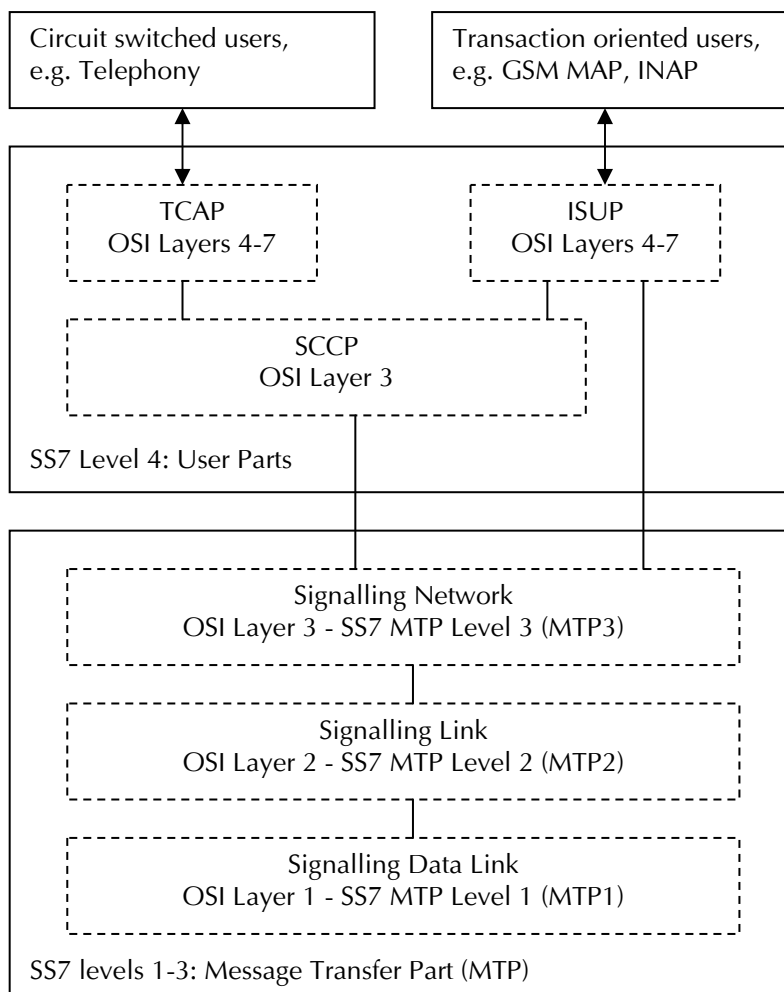 Circuit switched users,
e.g. Telephony
Transaction oriented users,
e.g. GSM MAP, INAP
TCAP
OSI Layers 4-7
ISUP
OSI Layers 4-7
SCCP
OSI Layer 3
SS7 Level 4: User Parts
Signalling Network
OSI Layer 3 - SS7 MTP Level 3 (MTP3)
Signalling Link
OSI Layer 2 - SS7 MTP Level 2 (MTP2)
Signalling Data Link
OSI Layer 1 - SS7 MTP Level 1 (MTP1)
SS7 levels 1-3: Message Transfer Part (MTP)